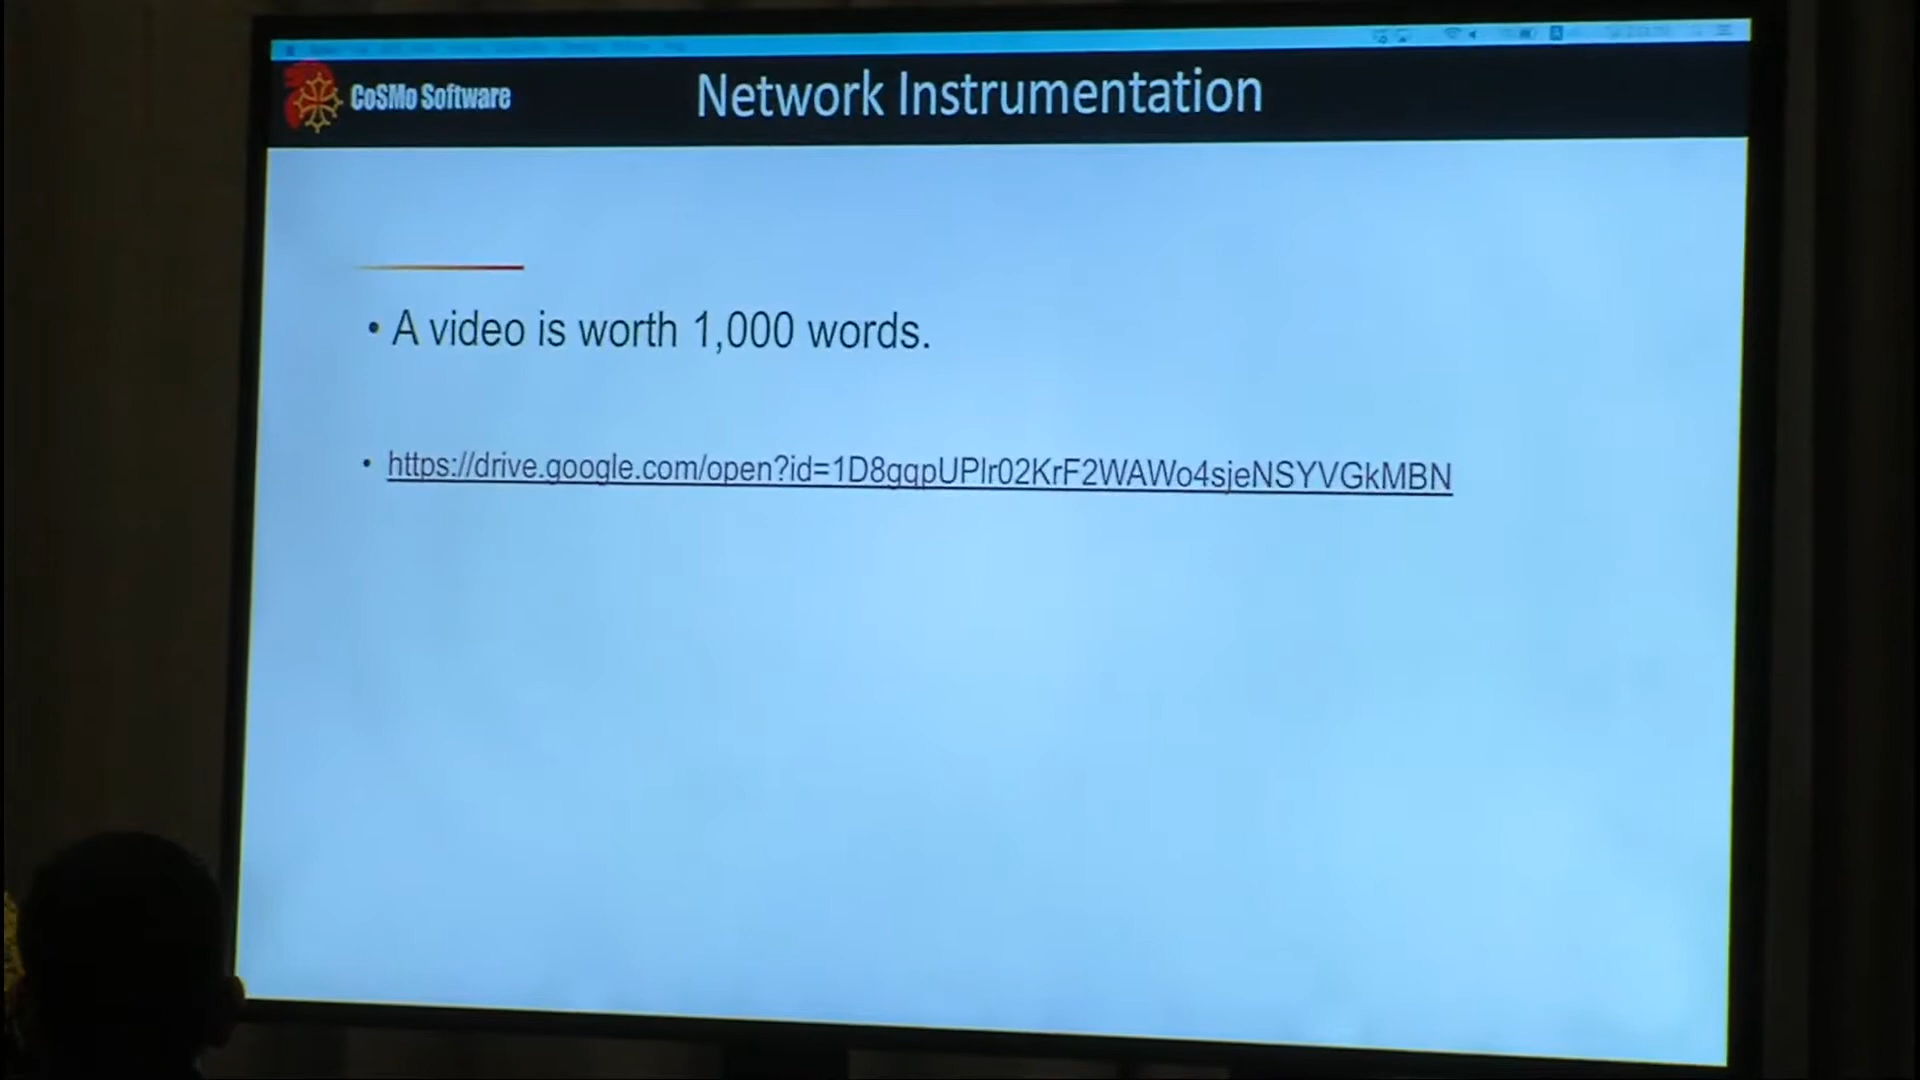 CoSMo Software
Network Instrumentation
• A video is worth 1,000 words.
• https://drive.google.com/open?id=1D8gqpUPlr02KrF2WAWo4sjeNSYVGkMBN